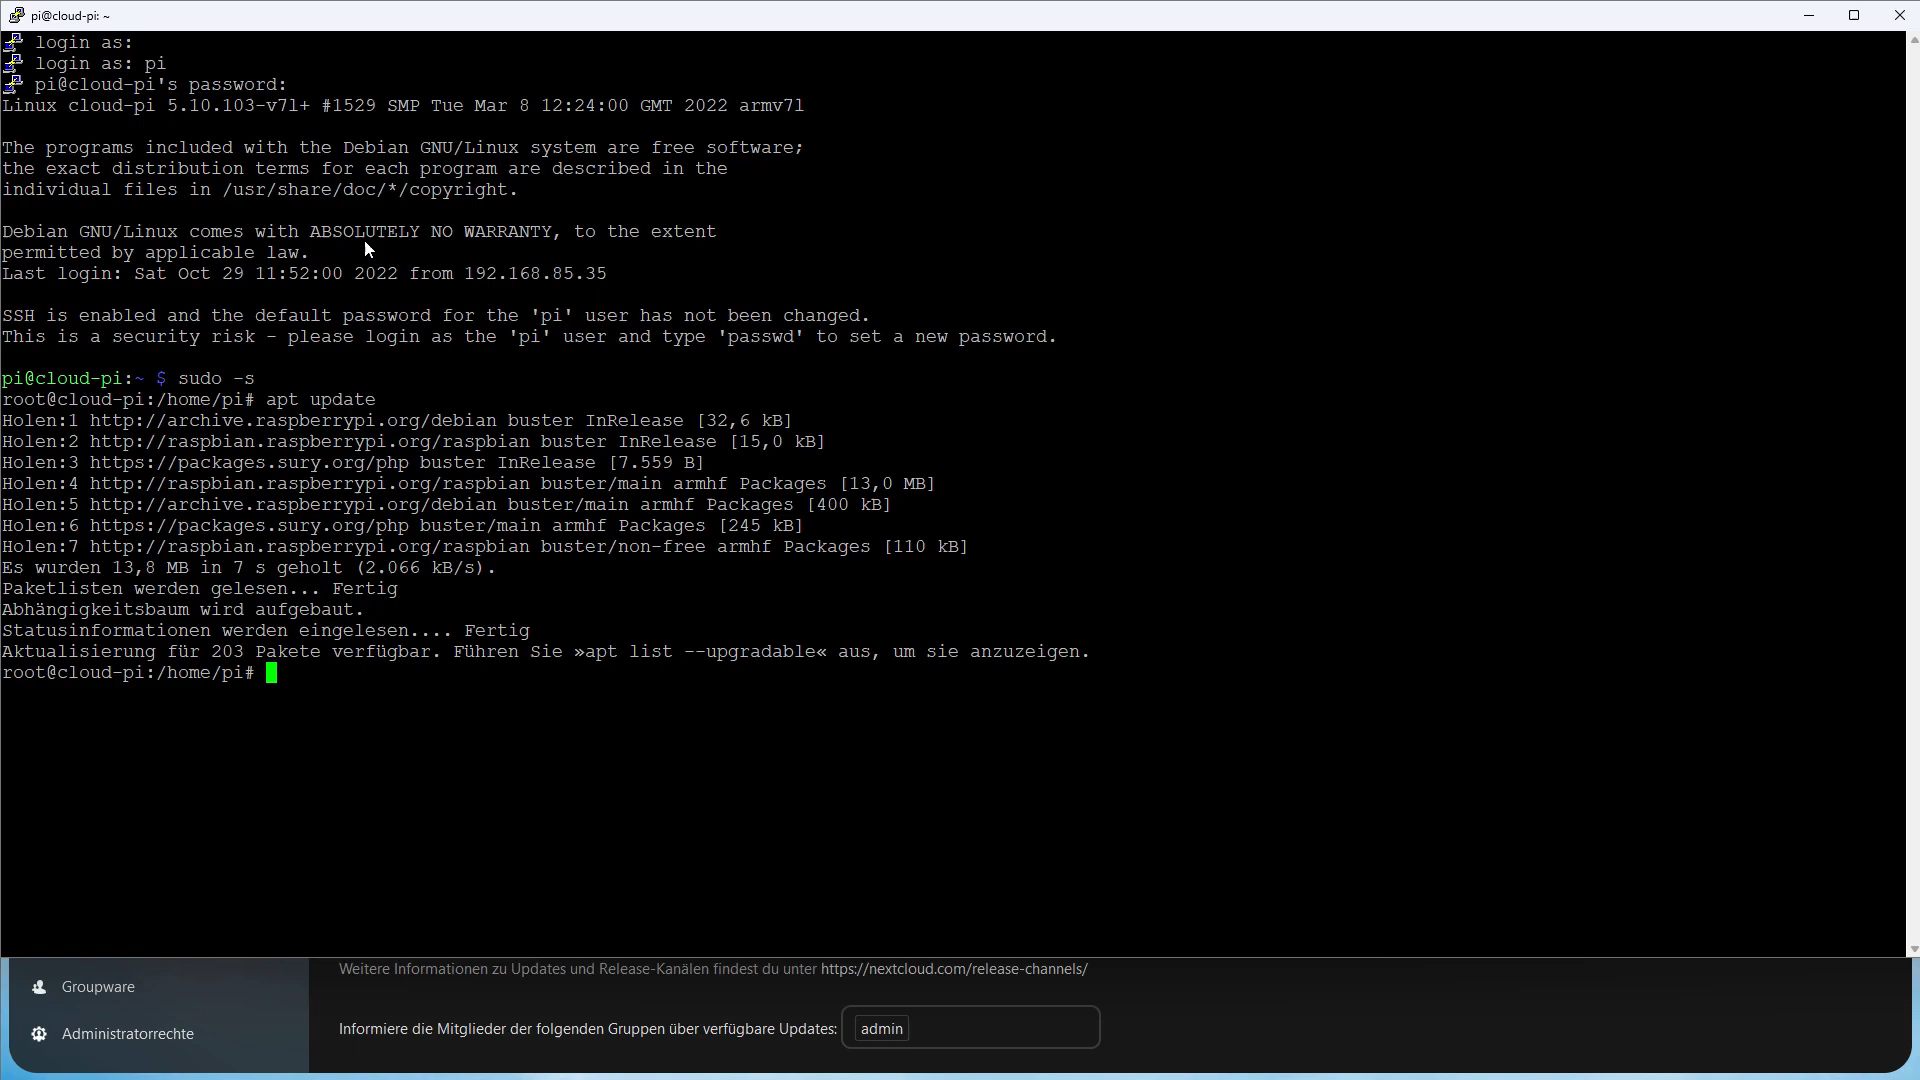 pi@cloud-pi: ~
login as:
login as: pi
pi@cloud-pi's password:
Linux cloud-pi 5.10.103-v7l+ #1529 SMP Tue Mar 8 12:24:00 GMT 2022 armv7l
The programs included with the Debian GNU/Linux system are free software;
the exact distribution terms for each program are described in the
individual files in /usr/share/doc/*/copyright.
Debian GNU/Linux comes with ABSOLUTELY NO WARRANTY, to the extent
permitted by applicable law.
Last login: Sat Oct 29 11:52:00 2022 from 192.168.85.35
SSH is enabled and the default password for the 'pi' user has not been changed.
This is a security risk - please login as the 'pi' user and type 'passwd' to set a new password.
pi@cloud-pi:~ $ sudo -s
root@cloud-pi:/home/pi# apt update
Holen:1 http://archive.raspberrypi.org/debian buster InRelease [32,6 kB]
Holen:2 http://raspbian.raspberrypi.org/raspbian buster InRelease [15,0 kB]
Holen:3 https://packages.sury.org/php buster InRelease [7.559 B]
Holen:4 http://raspbian.raspberrypi.org/raspbian buster/main armhf Packages [13,0 MB]
Holen:5 http://archive.raspberrypi.org/debian buster/main armhf Packages [400 kB]
Holen:6 https://packages.sury.org/php buster/main armhf Packages [245 kB]
Holen:7 http://raspbian.raspberrypi.org/raspbian buster/non-free armhf Packages [110 kB]
Es wurden 13,8 MB in 7 s geholt (2.066 kB/s).
Paketlisten werden gelesen... Fertig
Abhängigkeitsbaum wird aufgebaut.
Statusinformationen werden eingelesen.... Fertig
Aktualisierung für 203 Pakete verfügbar. Führen Sie »apt list --upgradable« aus, um sie anzuzeigen.
root@cloud-pi:/home/pi#
Weitere Informationen zu Updates und Release-Kanälen findest du unter https://nextcloud.com/release-channels/
Groupware
Informiere die Mitglieder der folgenden Gruppen über verfügbare Updates: admin
Administratorrechte